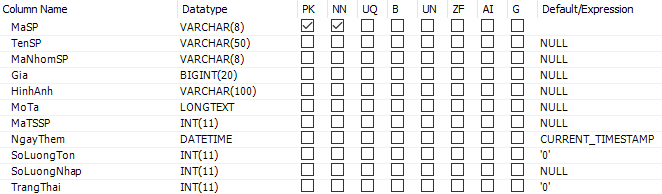 Column Name Datatype PK NN UQ B UN ZF AI G Default/Expression
MaSP VARCHAR(8)
TenSP VARCHAR(50) NULL
MaNhomSP VARCHAR(8) NULL
Gia BIGINT(20) NULL
HinhAnh VARCHAR(100) NULL
MoTa LONGTEXT NULL
MaTSSP INT(11) NULL
NgayThem DATETIME CURRENT_TIMESTAMP
SoLuongTon INT(11) '0'
SoLuongNhap INT(11) NULL
TrangThai INT(11) '0'